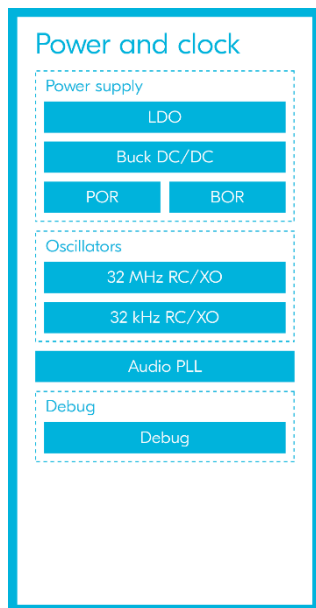 Power and clock
Power supply
LDO
Buck DC/DC
POR BOR
Oscillators
32 MHz RC/XO
32 kHz RC/XO
Audio PLL
Debug
Debug